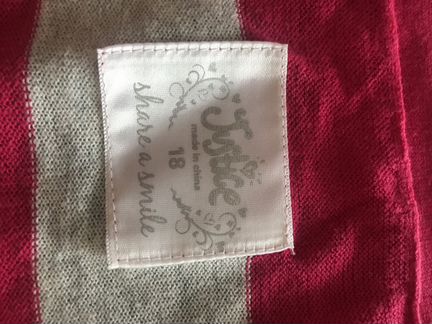 Justice
made in china
18
share a smile